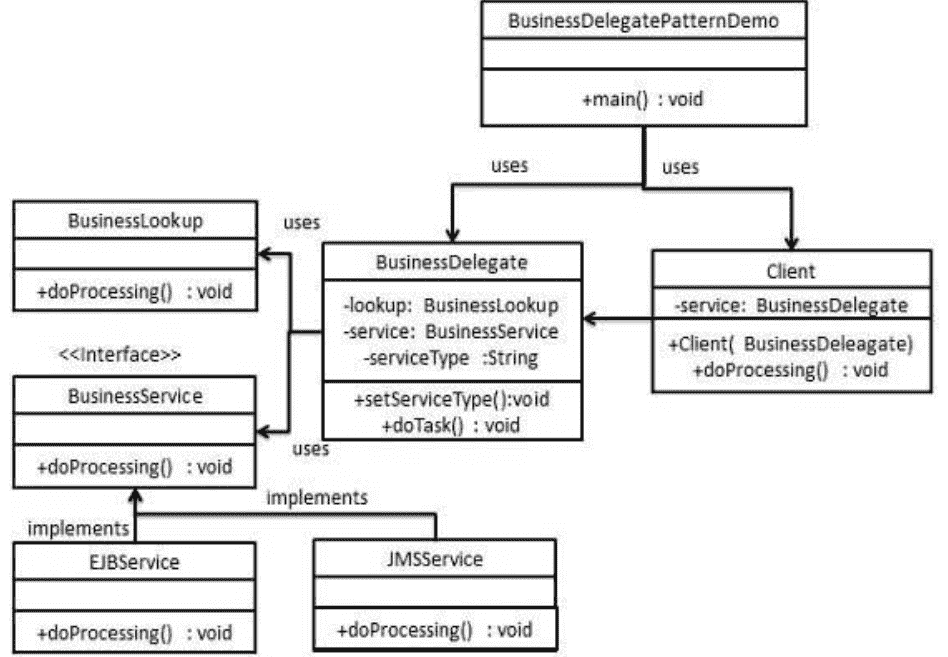 BusinessDelegatePatternDemo
+main() : void
uses
uses
BusinessLookup
+doProcessing() : void
uses
BusinessDelegate
-lookup: BusinessLookup
-service: BusinessService
-serviceType :String
+setServiceType():void
+doTask() : void
Client
-service: BusinessDelegate
+Client( BusinessDeleagate)
+doProcessing() : void
<<Interface>>
BusinessService
+doProcessing() : void
uses
implements
implements
EJBService
+doProcessing() : void
JMSService
+doProcessing() : void